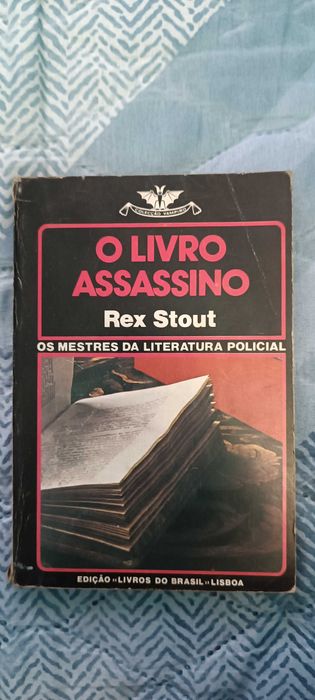 COLECÇÃO VAMPIRO
O LIVRO
ASSASSINO
Rex Stout
OS MESTRES DA LITERATURA POLICIAL
EDIÇÃO «LIVROS DO BRASIL» LISBOA